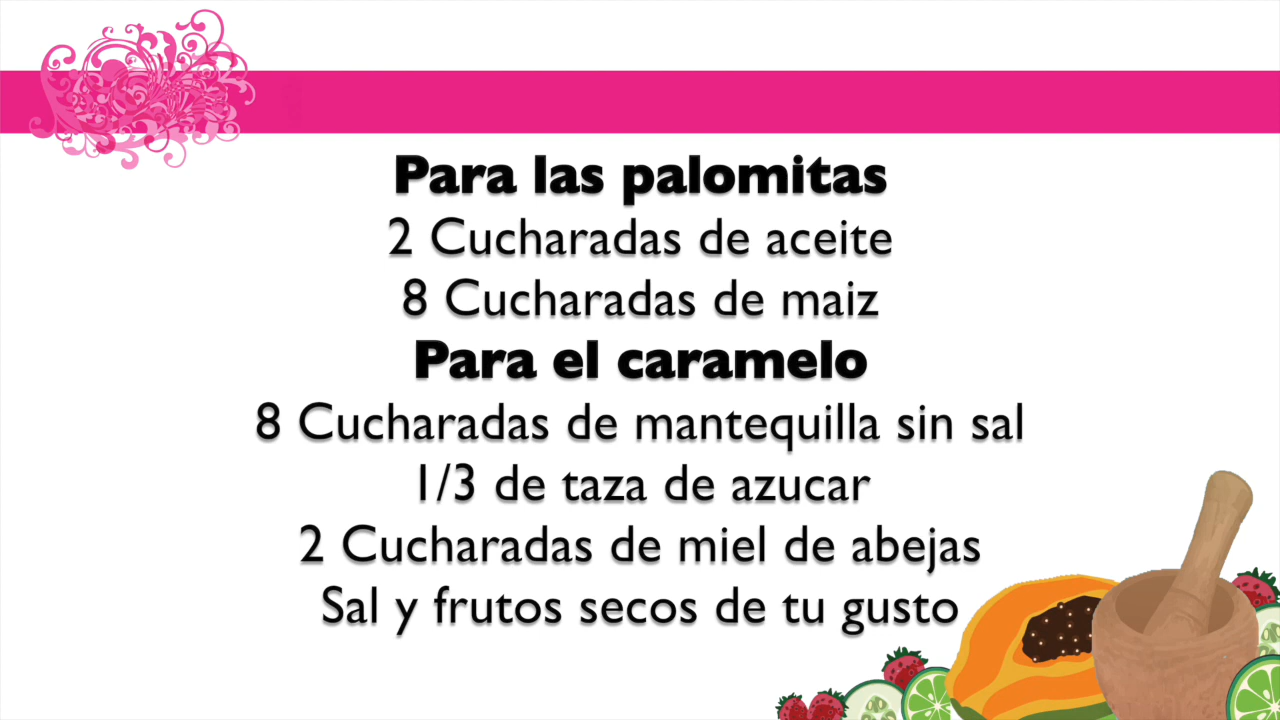 Para las palomitas
2 Cucharadas de aceite
8 Cucharadas de maiz
Para el caramelo
8 Cucharadas de mantequilla sin sal
1/3 de taza de azucar
2 Cucharadas de miel de abejas
Sal y frutos secos de tu gusto